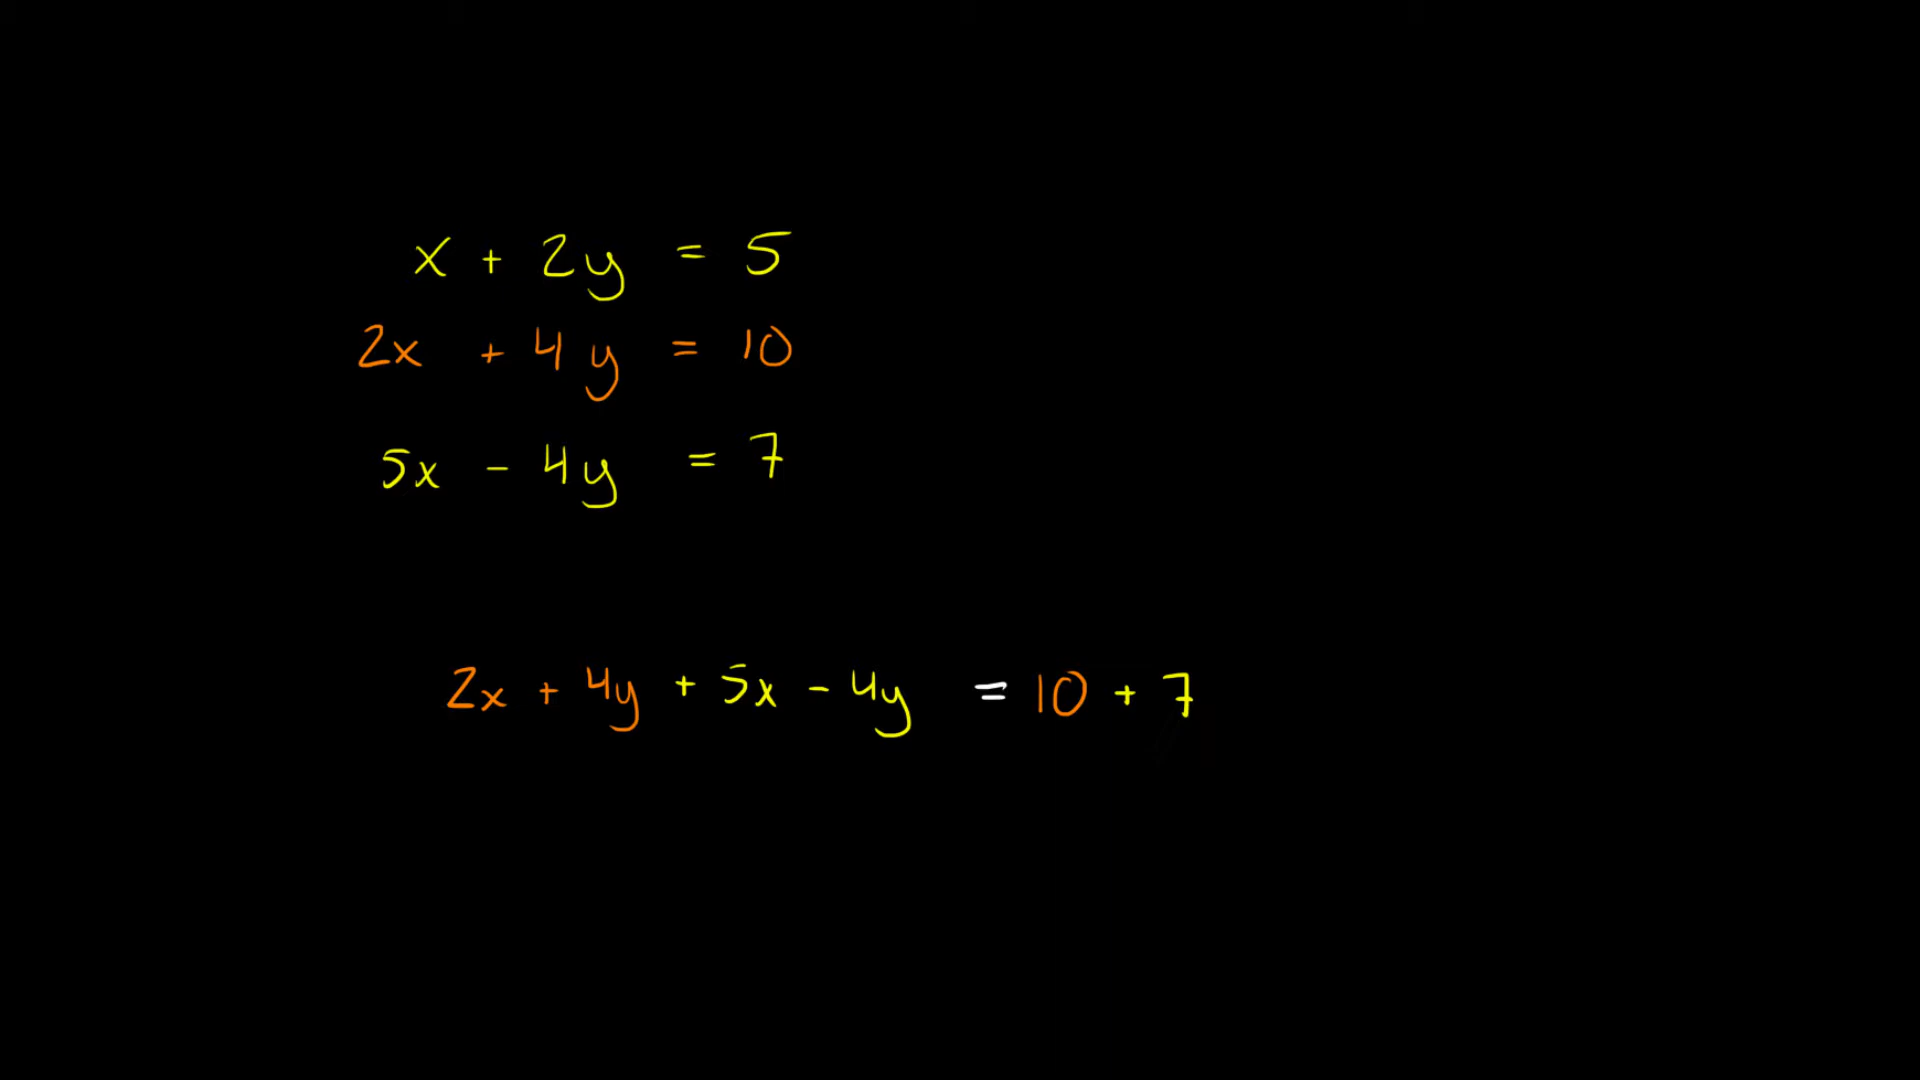 x + 2y = 5
2x + 4y = 10
5x - 4y = 7
2x + 4y + 5x - 4y = 10 + 7